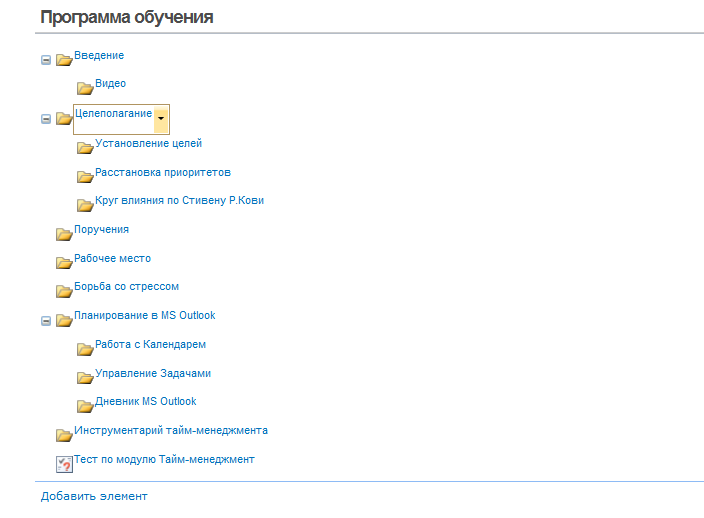 Программа обучения
Введение
Видео
Целеполагание
Установление целей
Расстановка приоритетов
Круг влияния по Стивену Р.Кови
Поручения
Рабочее место
Борьба со стрессом
Планирование в MS Outlook
Работа с Календарем
Управление Задачами
Дневник MS Outlook
Инструментарий тайм-менеджмента
Тест по модулю Тайм-менеджмент
Добавить элемент